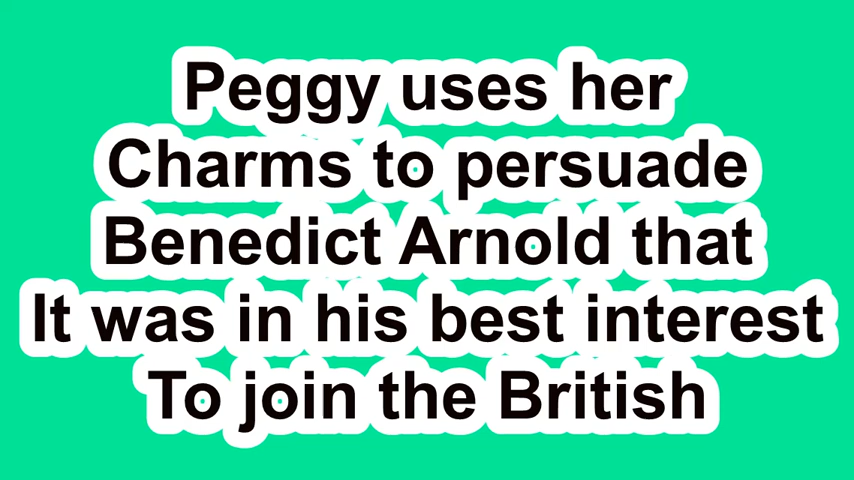 Peggy uses her
Charms to persuade
Benedict Arnold that
It was in his best interest
To join the British